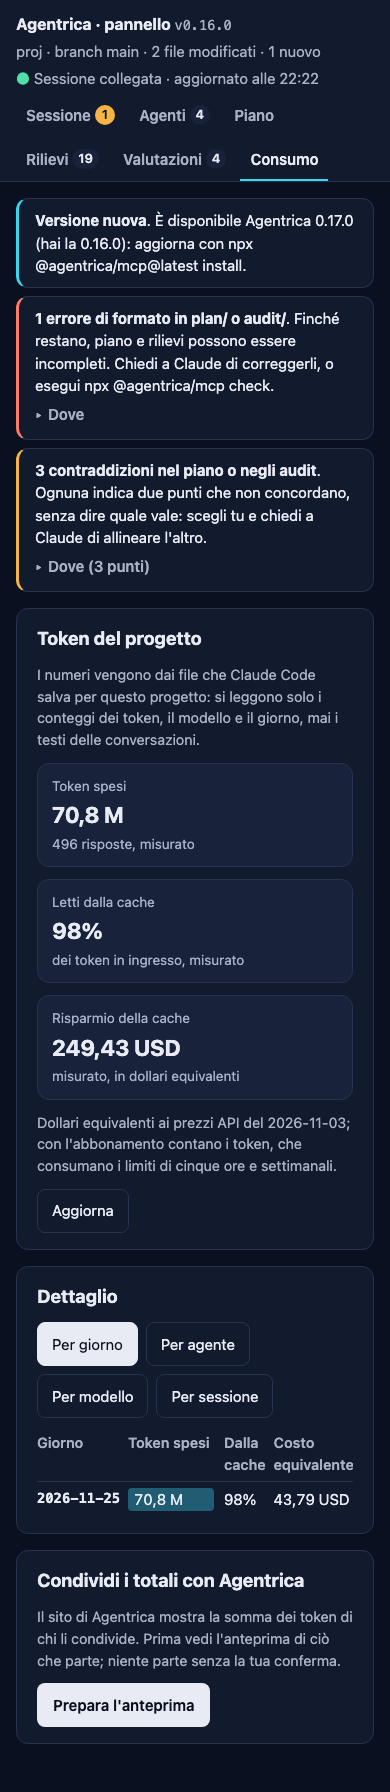 Agentrica · pannello v0.16.0
proj · branch main · 2 file modificati · 1 nuovo
Sessione collegata · aggiornato alle 22:22
Sessione 1 Agenti 4 Piano
Rilievi 19 Valutazioni 4 Consumo
Versione nuova. È disponibile Agentrica 0.17.0
(hai la 0.16.0): aggiorna con npx
@agentrica/mcp@latest install.
1 errore di formato in plan/ o audit/. Finché
restano, piano e rilievi possono essere
incompleti. Chiedi a Claude di correggerli, o
esegui npx @agentrica/mcp check.
▸ Dove
3 contraddizioni nel piano o negli audit.
Ognuna indica due punti che non concordano,
senza dire quale vale: scegli tu e chiedi a
Claude di allineare l'altro.
▸ Dove (3 punti)
Token del progetto
I numeri vengono dai file che Claude Code
salva per questo progetto: si leggono solo i
conteggi dei token, il modello e il giorno, mai i
testi delle conversazioni.
Token spesi
70,8 M
496 risposte, misurato
Letti dalla cache
98%
dei token in ingresso, misurato
Risparmio della cache
249,43 USD
misurato, in dollari equivalenti
Dollari equivalenti ai prezzi API del 2026-11-03;
con l'abbonamento contano i token, che
consumano i limiti di cinque ore e settimanali.
Aggiorna
Dettaglio
Per giorno Per agente
Per modello Per sessione
Giorno Token spesi Dalla cache Costo equivalente
2026-11-25 70,8 M 98% 43,79 USD
Condividi i totali con Agentrica
Il sito di Agentrica mostra la somma dei token di
chi li condivide. Prima vedi l'anteprima di ciò
che parte; niente parte senza la tua conferma.
Prepara l'anteprima